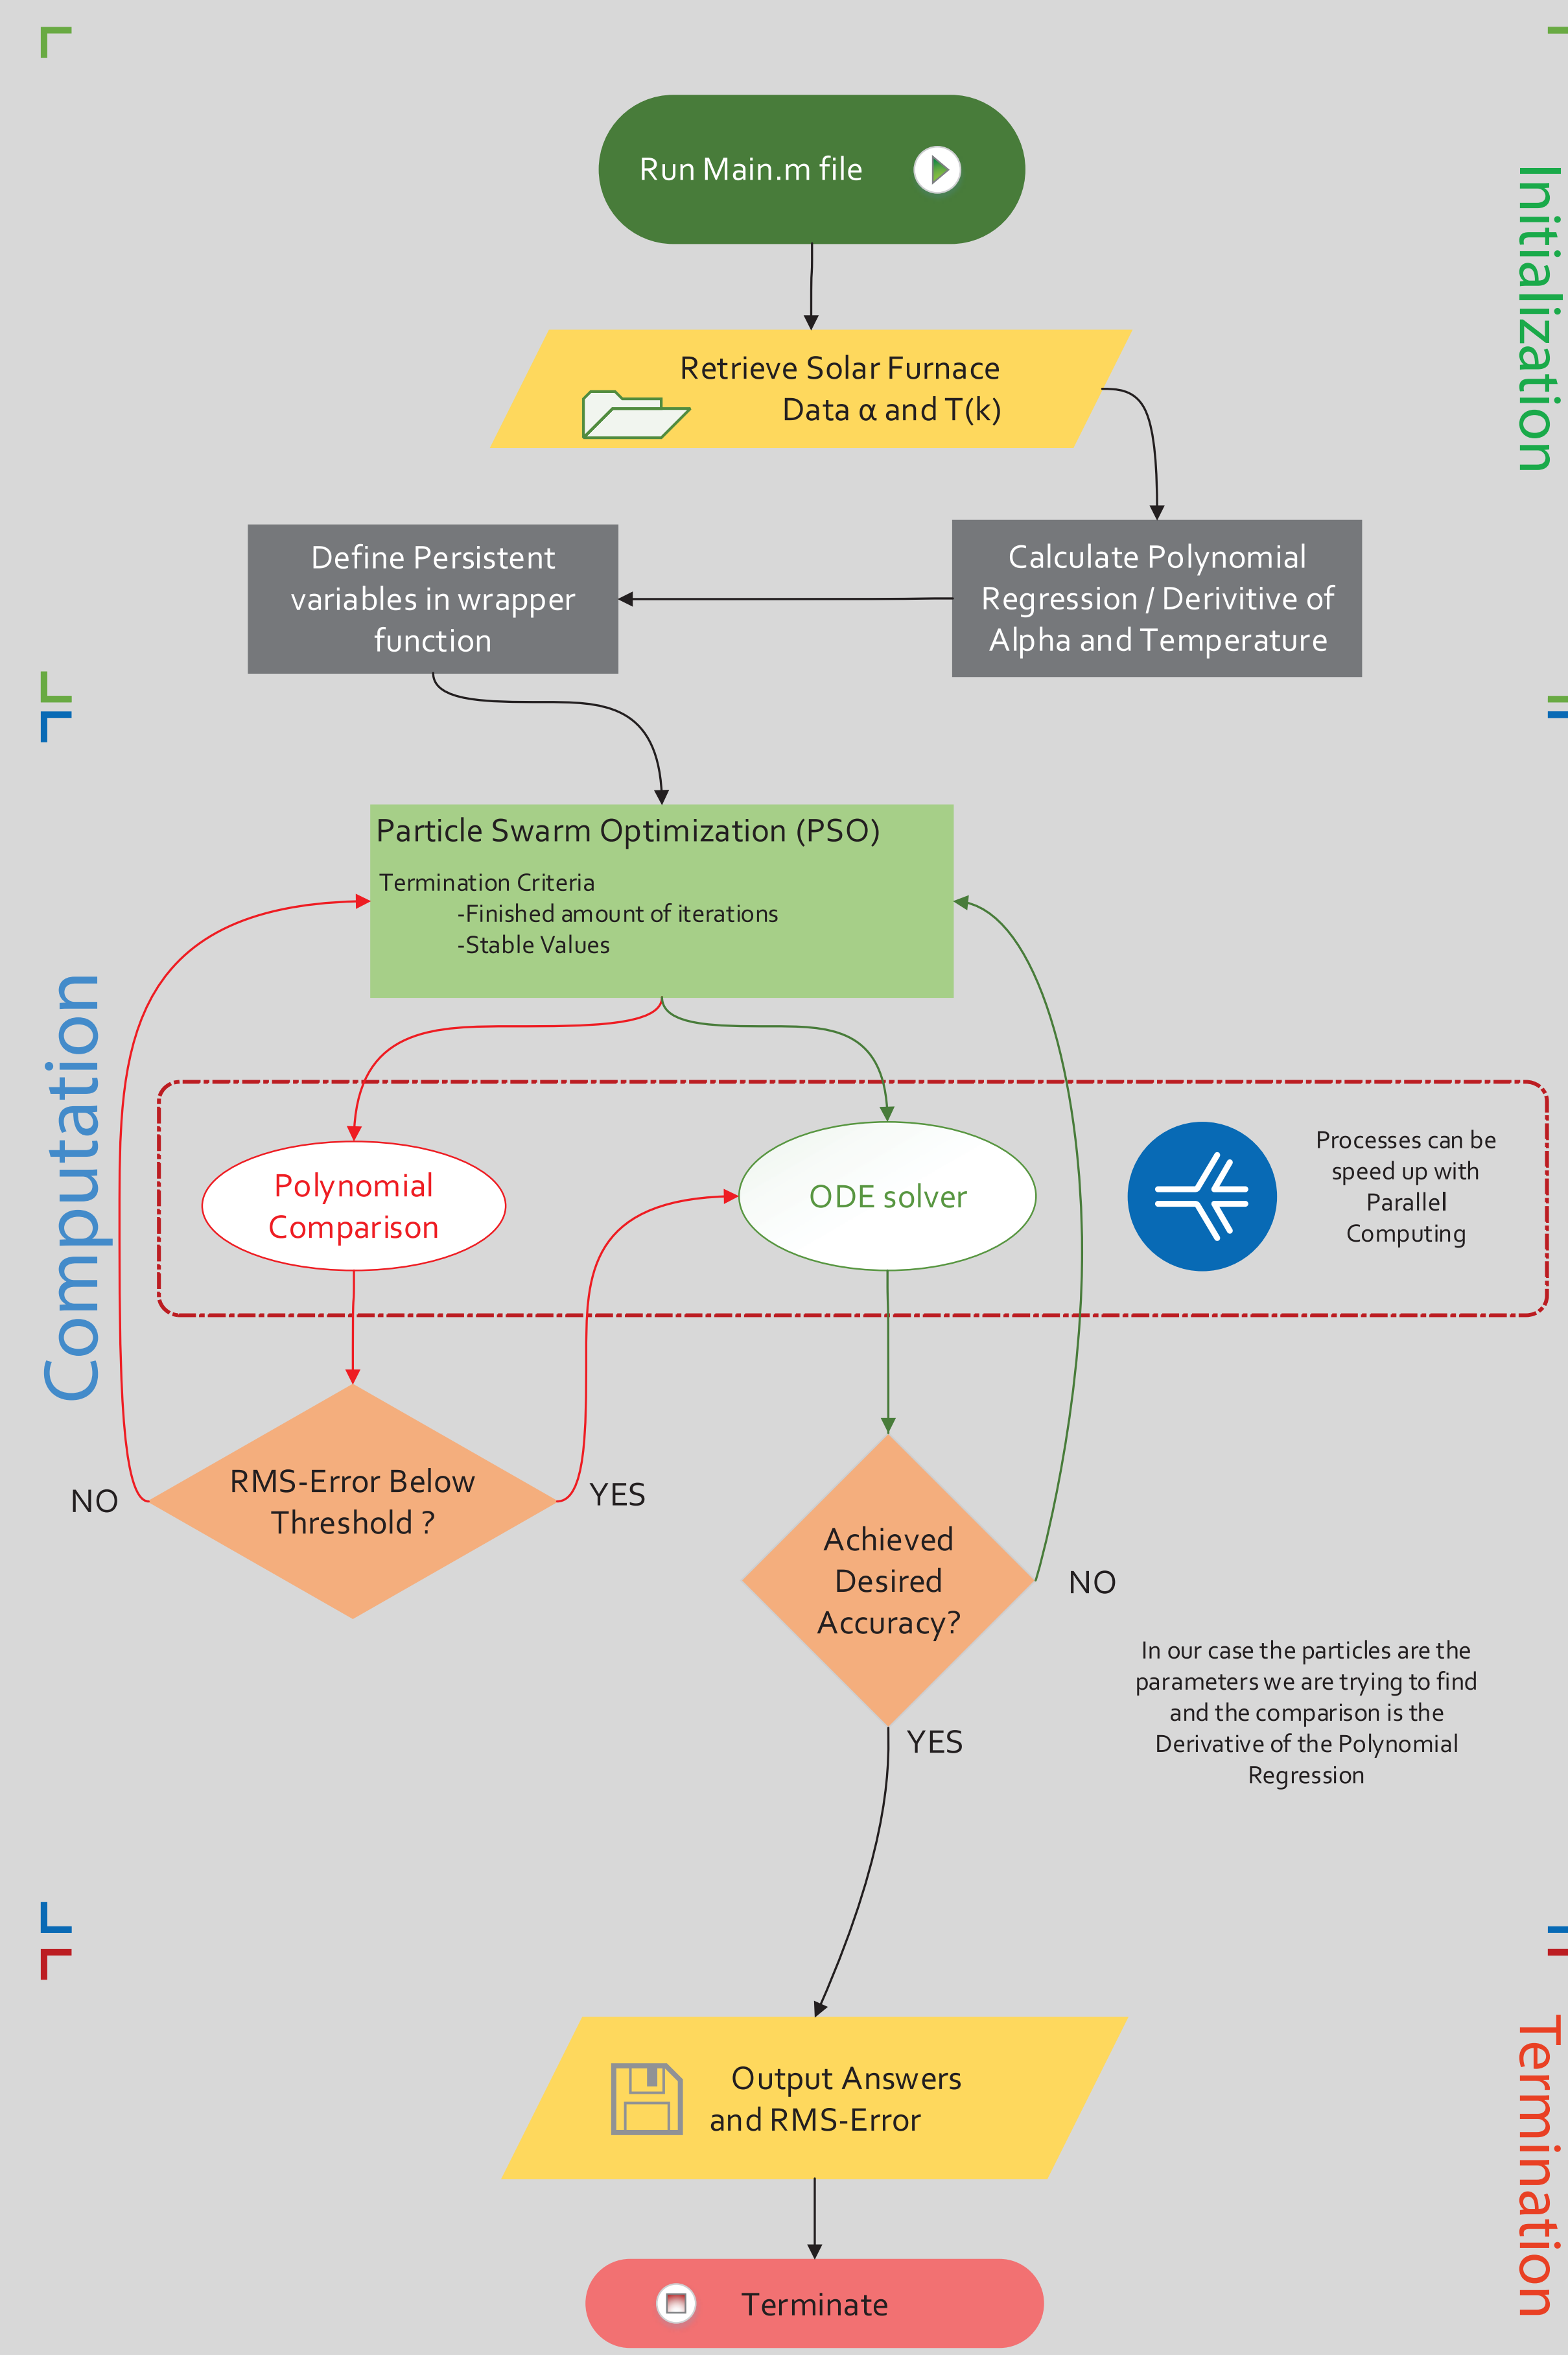 Run Main.m file
Initialization
Retrieve Solar Furnace
Data α and T(k)
Define Persistent
variables in wrapper
function
Calculate Polynomial
Regression / Derivitive of
Alpha and Temperature
Particle Swarm Optimization (PSO)
Termination Criteria
-Finished amount of iterations
-Stable Values
Computation
Polynomial
Comparison
ODE solver
Processes can be
speed up with
Parallel
Computing
RMS-Error Below
Threshold ?
NO
YES
Achieved
Desired
Accuracy?
NO
YES
In our case the particles are the
parameters we are trying to find
and the comparison is the
Derivative of the Polynomial
Regression
Output Answers
and RMS-Error
Termination
Terminate